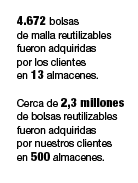 4.672 bolsas
de malla reutilizables
fueron adquiridas
por los clientes
en 13 almacenes.
Cerca de 2,3 millones
de bolsas reutilizables
fueron adquiridas
por nuestros clientes
en 500 almacenes.